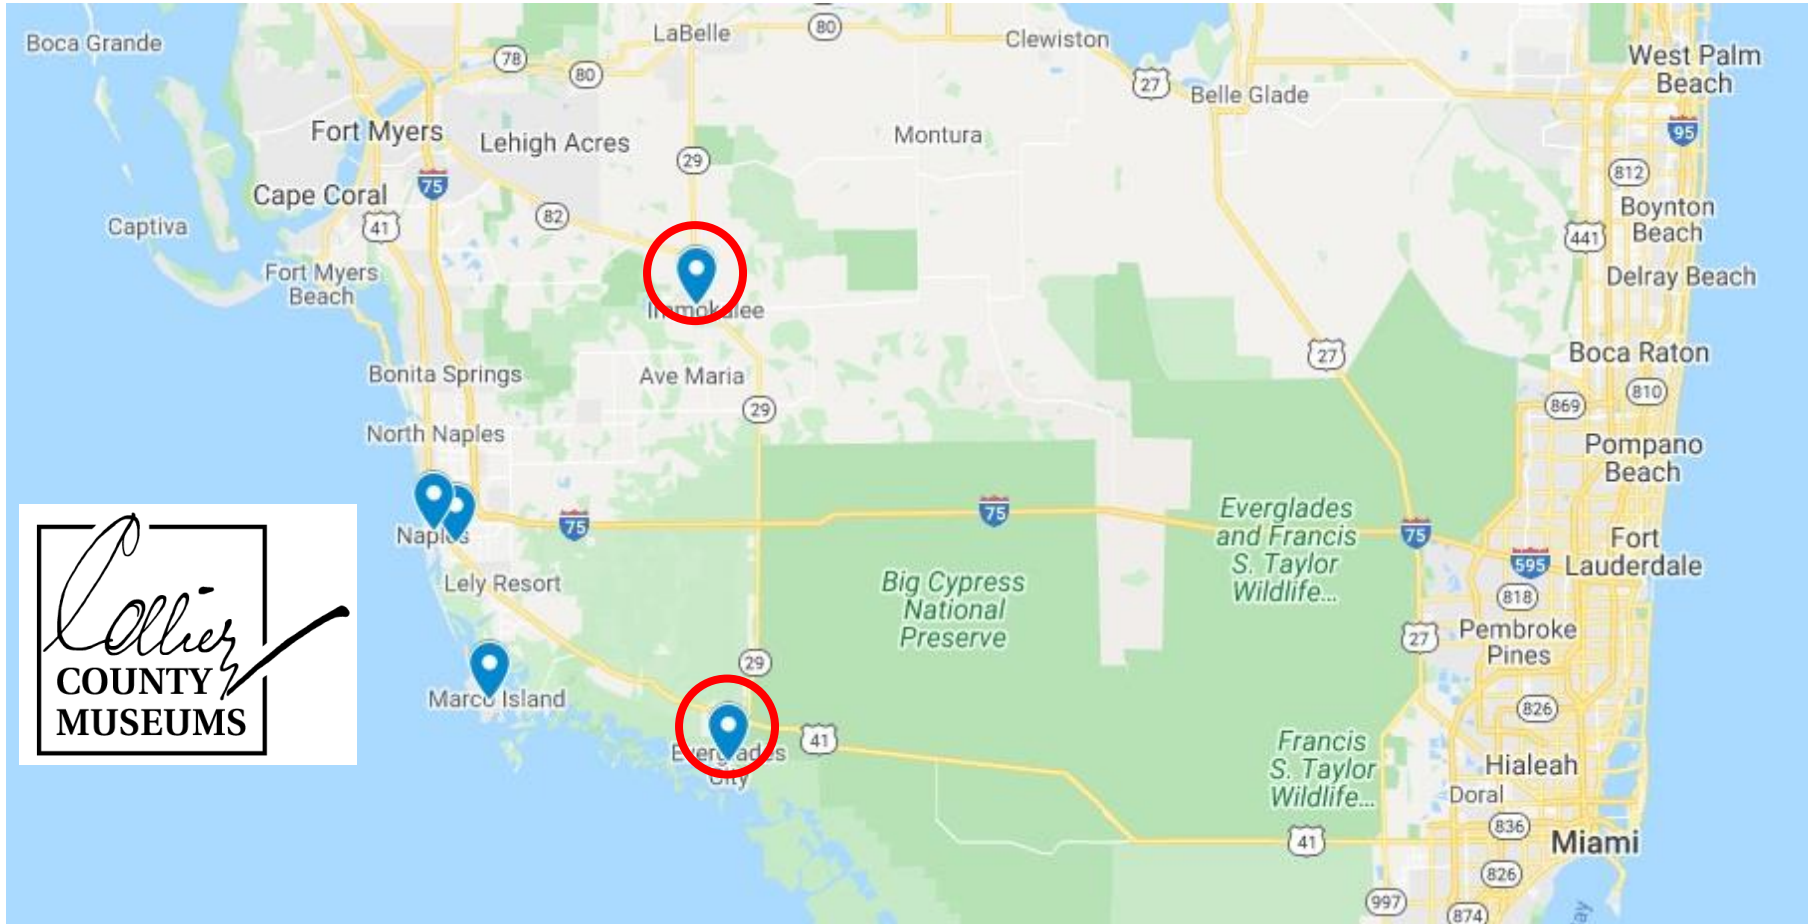 Boca Grande
LaBelle
80
Clewiston
West Palm
Beach
78
80
27
Belle Glade
95
Fort Myers
Lehigh Acres
Montura
29
812
75
Cape Coral
82
Boynton
Beach
Captiva
41
441
Fort Myers
Beach
Delray Beach
Immokalee
27
Boca Raton
Bonita Springs
Ave Maria
29
869
810
North Naples
Pompano
Beach
75
75
Everglades
and Francis
S. Taylor
Wildlife...
75
Naples
Fort
Lauderdale
595
Lely Resort
Big Cypress
National
Preserve
818
Collier
COUNTY
MUSEUMS
27
Pembroke
Pines
29
Marco Island
826
Everglades
City
41
Francis
S. Taylor
Wildlife...
Hialeah
Doral
836
41
Miami
826
997
874